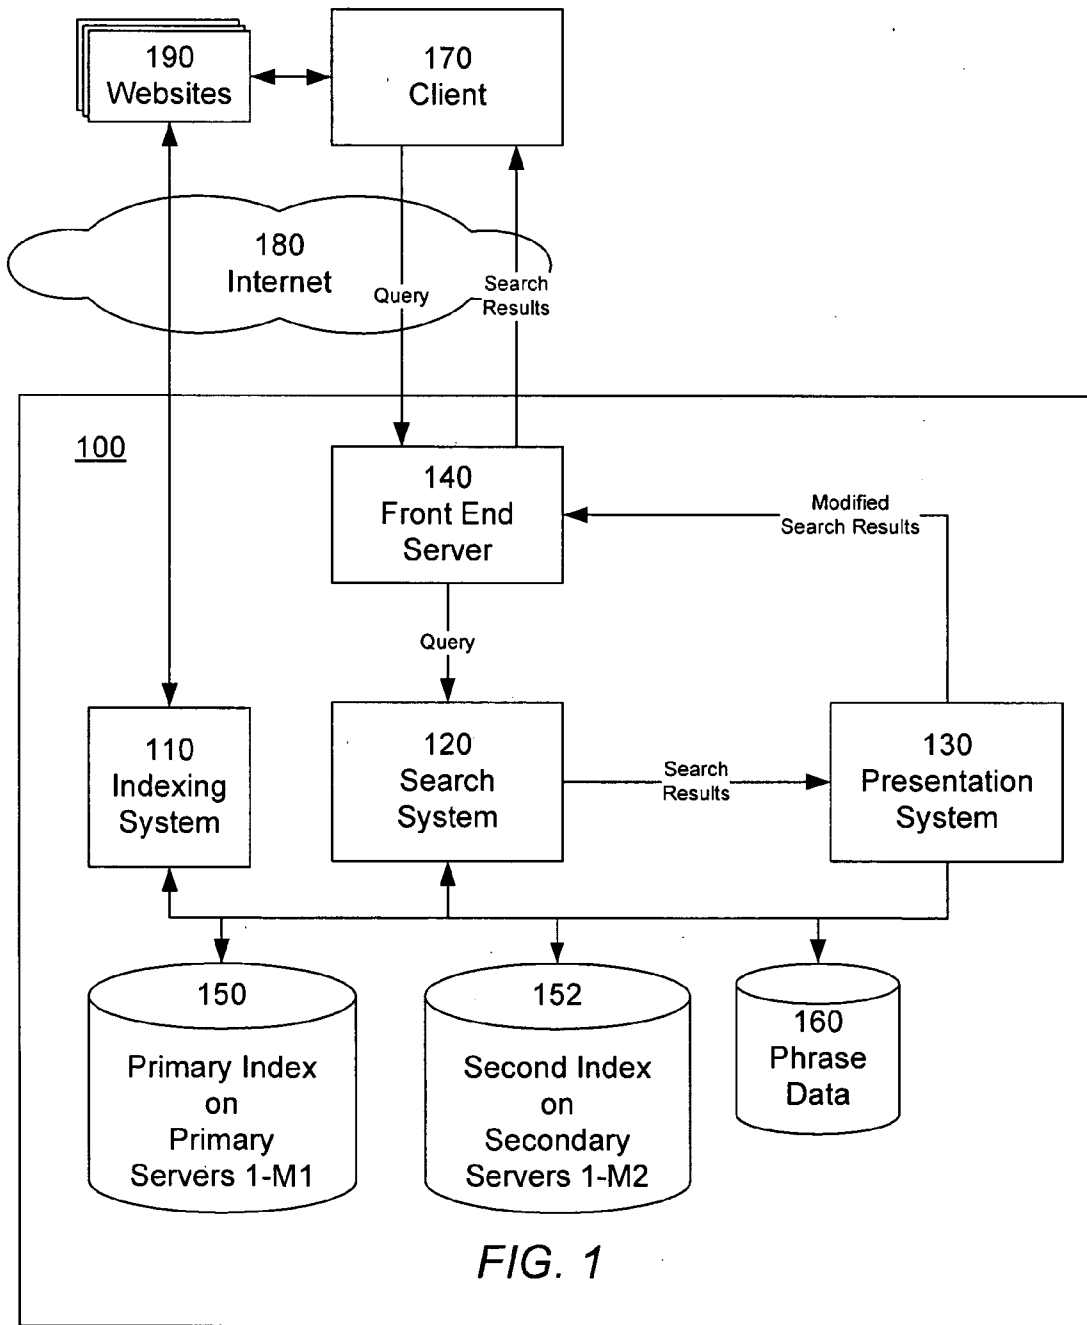 190
Websites
170
Client
180
Internet
Query
Search
Results
100
140
Front End
Server
Modified
Search Results
Query
110
Indexing
System
120
Search
System
Search
Results
130
Presentation
System
150
Primary Index
on
Primary
Servers 1-M1
152
Second Index
on
Secondary
Servers 1-M2
160
Phrase
Data
FIG. 1